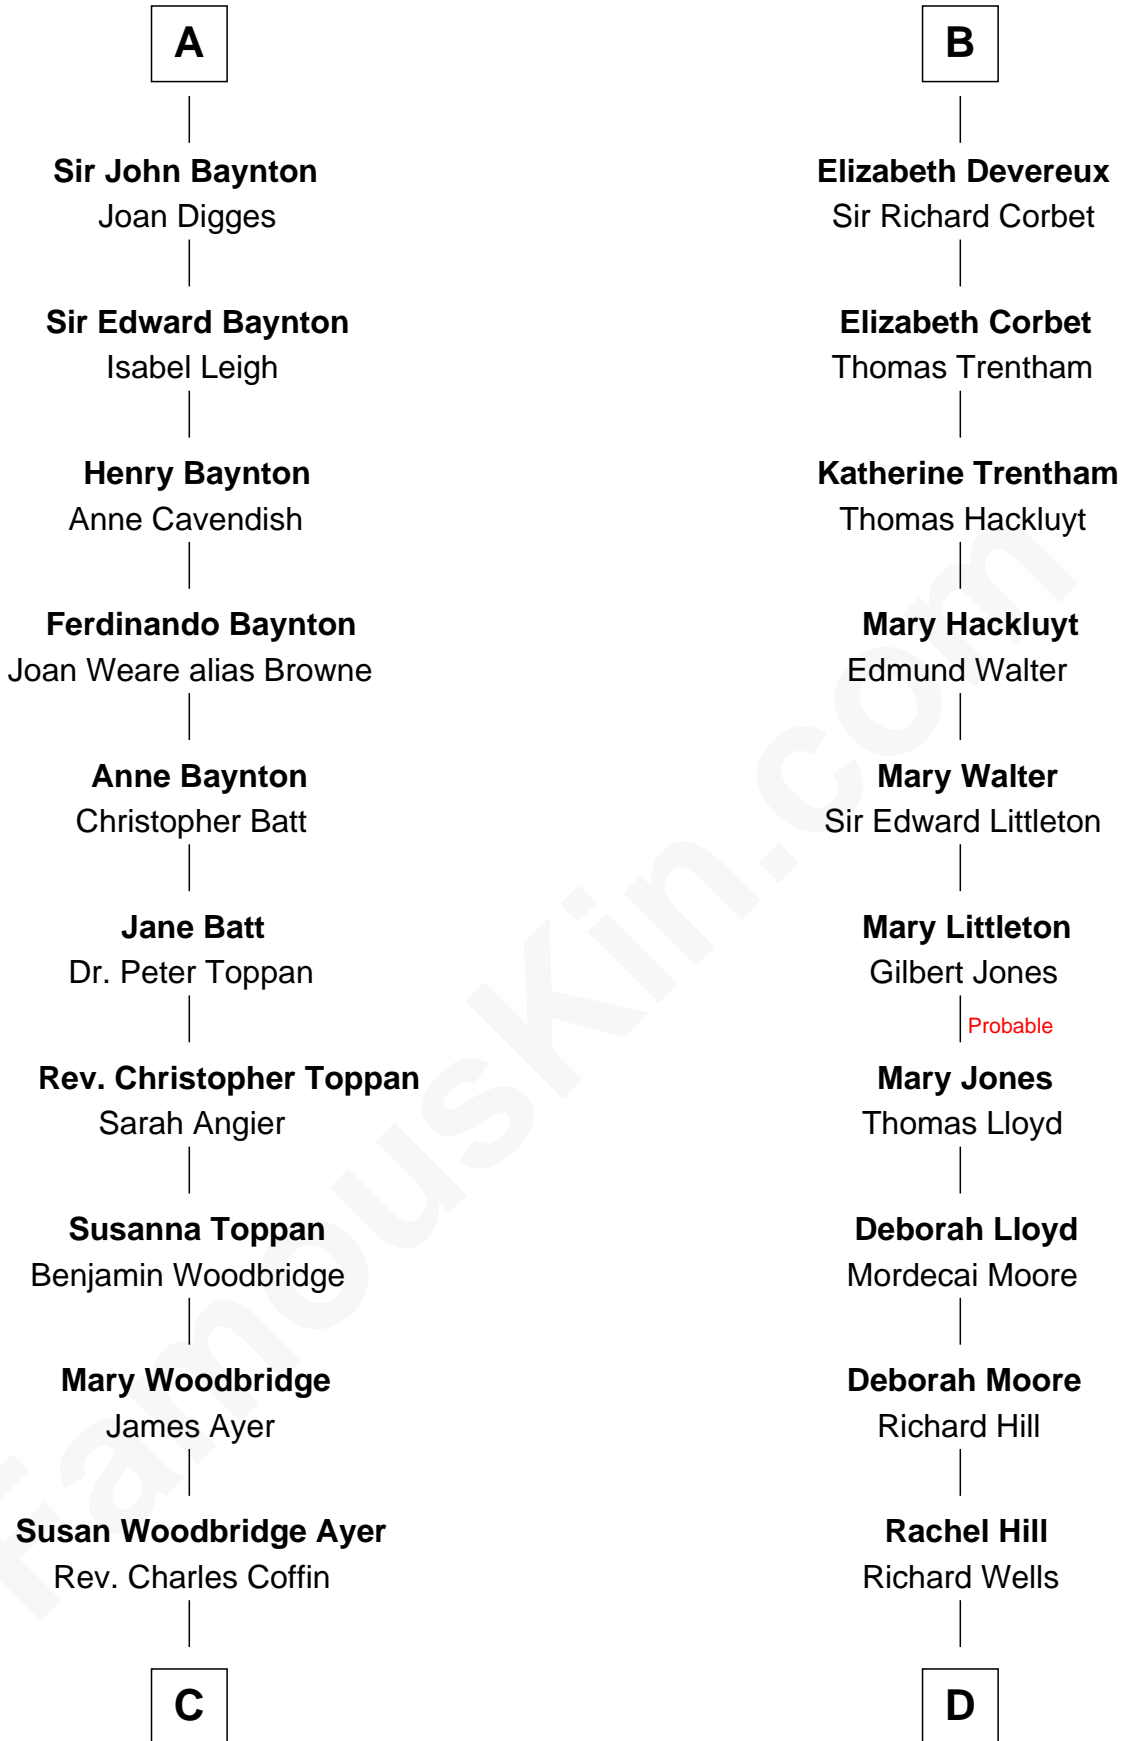 A
Sir John Baynton
Joan Digges
Sir Edward Baynton
Isabel Leigh
Henry Baynton
Anne Cavendish
Ferdinando Baynton
Joan Weare alias Browne
Anne Baynton
Christopher Batt
Jane Batt
Dr. Peter Toppan
Rev. Christopher Toppan
Sarah Angier
Susanna Toppan
Benjamin Woodbridge
Mary Woodbridge
James Ayer
Susan Woodbridge Ayer
Rev. Charles Coffin
C
B
Elizabeth Devereux
Sir Richard Corbet
Elizabeth Corbet
Thomas Trentham
Katherine Trentham
Thomas Hackluyt
Mary Hackluyt
Edmund Walter
Mary Walter
Sir Edward Littleton
Mary Littleton
Gilbert Jones
Probable
Mary Jones
Thomas Lloyd
Deborah Lloyd
Mordecai Moore
Deborah Moore
Richard Hill
Rachel Hill
Richard Wells
D
FamousKin.com